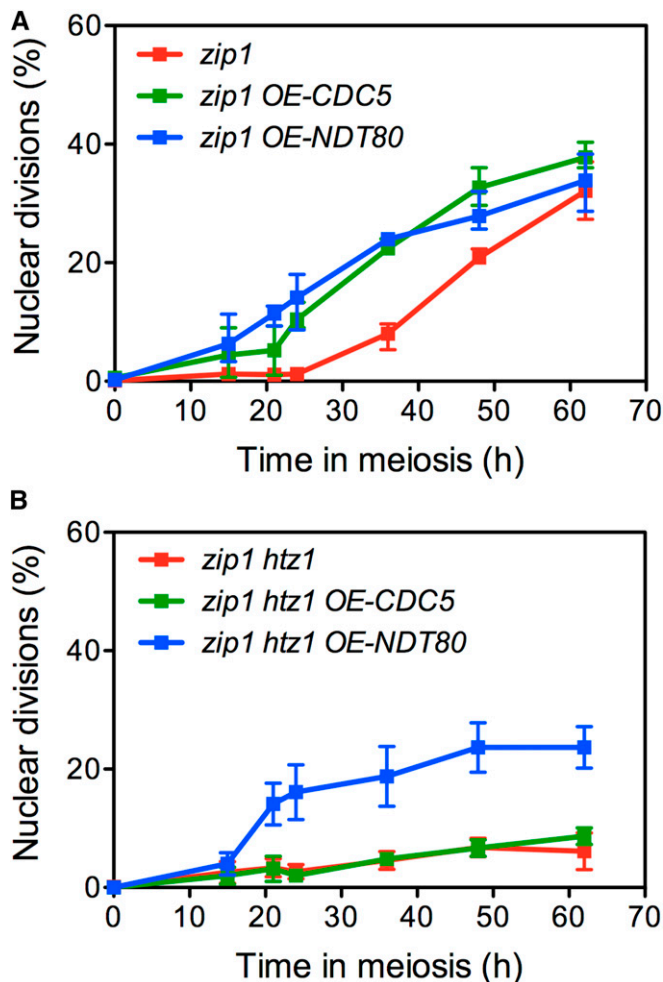 A
60
zip1
zip1 OE-CDC5
zip1 OE-NDT80
40
20
0
Nuclear divisions (%)
0 10 20 30 40 50 60 70
Time in meiosis (h)
B
60
zip1 htz1
zip1 htz1 OE-CDC5
zip1 htz1 OE-NDT80
40
20
0
Nuclear divisions (%)
0 10 20 30 40 50 60 70
Time in meiosis (h)